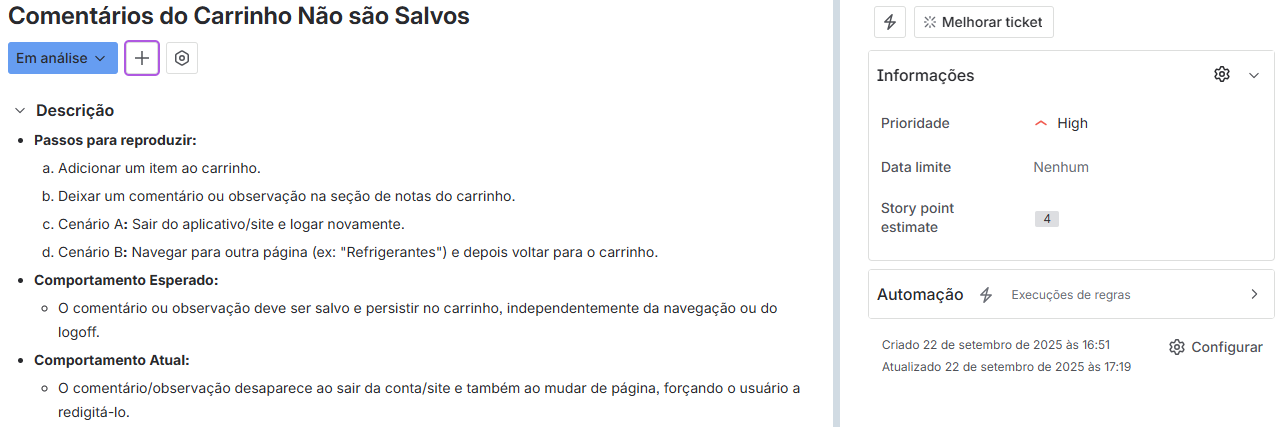 Comentários do Carrinho Não são Salvos
Em análise
Descrição
• Passos para reproduzir:
a. Adicionar um item ao carrinho.
b. Deixar um comentário ou observação na seção de notas do carrinho.
c. Cenário A: Sair do aplicativo/site e logar novamente.
d. Cenário B: Navegar para outra página (ex: "Refrigerantes") e depois voltar para o carrinho.
• Comportamento Esperado:
◦ O comentário ou observação deve ser salvo e persistir no carrinho, independentemente da navegação ou do
logoff.
• Comportamento Atual:
◦ O comentário/observação desaparece ao sair da conta/site e também ao mudar de página, forçando o usuário a
redigitá-lo.
Melhorar ticket
Informações
Prioridade High
Data limite Nenhum
Story point
estimate 4
Automação Execuções de regras
Criado 22 de setembro de 2025 às 16:51
Configurar
Atualizado 22 de setembro de 2025 às 17:19